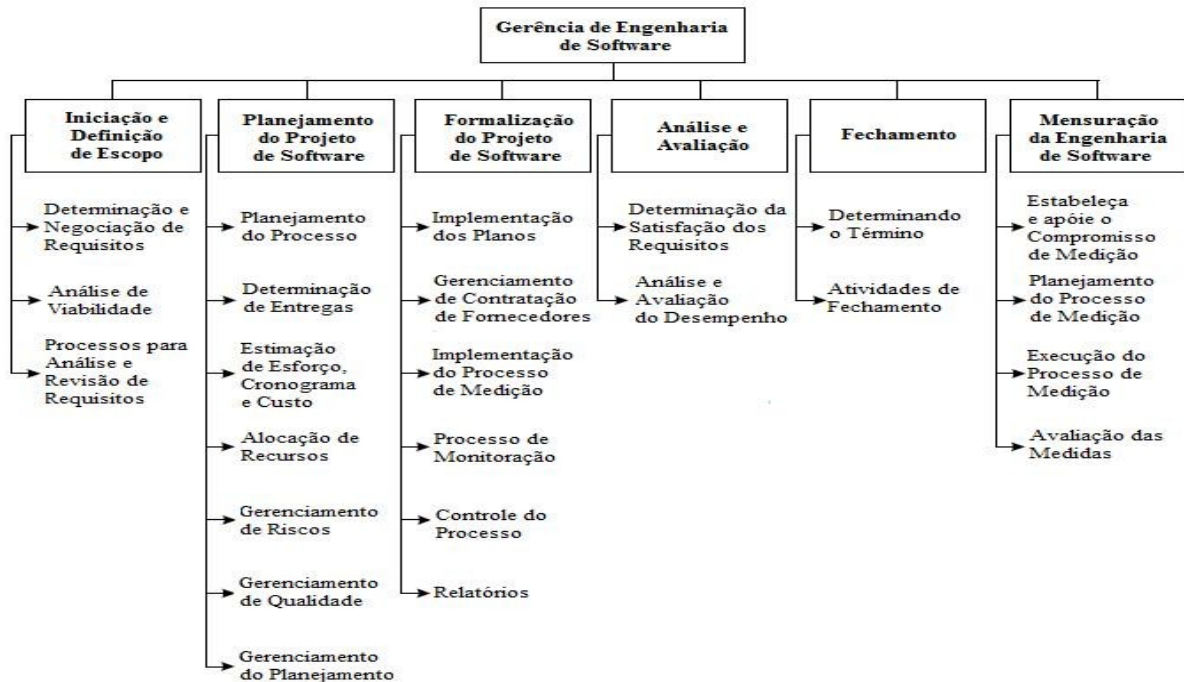 Gerência de Engenharia
de Software
Iniciação e
Definição
de Escopo
Determinação e
Negociação de
Requisitos
Análise de
Viabilidade
Processos para
Análise e
Revisão de
Requisitos
Planejamento
do Projeto
de Software
Planejamento
do Processo
Determinação
de Entregas
Estimação
de Esforço,
Cronograma
e Custo
Alocação de
Recursos
Gerenciamento
de Riscos
Gerenciamento
de Qualidade
Gerenciamento
do Planejamento
Formalização
do Projeto
de Software
Implementação
dos Planos
Gerenciamento
de Contratação
de Fornecedores
Implementação
do Processo
de Medição
Processo de
Monitoração
Controle do
Processo
Relatórios
Análise e
Avaliação
Determinação da
Satisfação dos
Requisitos
Análise e
Avaliação
do Desempenho
Fechamento
Determinando
o Término
Atividades de
Fechamento
Mensuração
da Engenharia
de Software
Estabeleça
e apóie o
Compromisso
de Medição
Planejamento
do Processo
de Medição
Execução do
Processo de
Medição
Avaliação das
Medidas